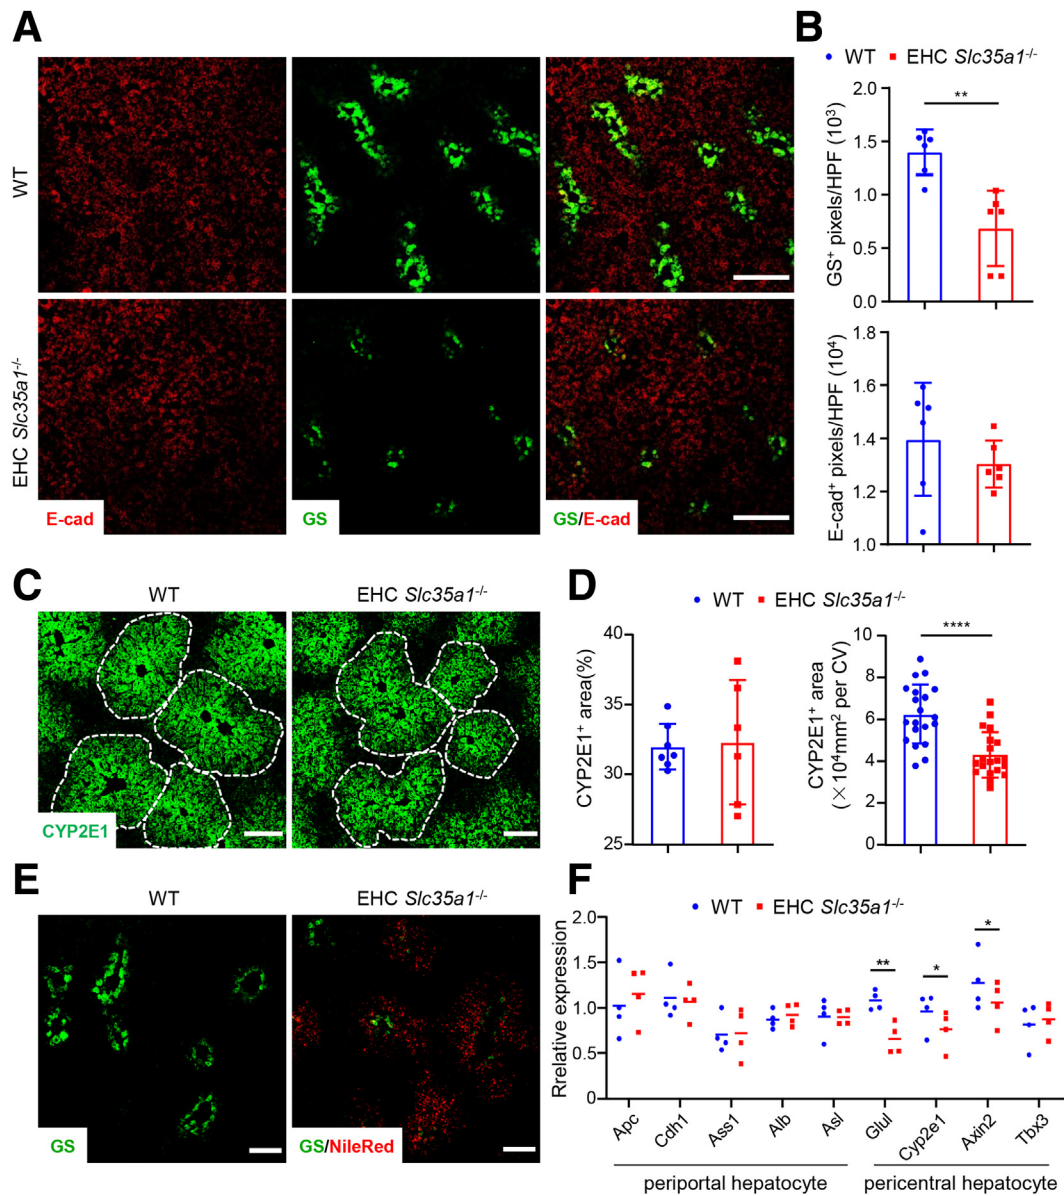 A
WT
EHC Slc35a1-/-
E-cad
GS
GS/E-cad
B
WT EHC Slc35a1-/-
**
GS+ pixels/HPF (10³)
2.0
1.5
1.0
0.5
0.0
E-cad+ pixels/HPF (10⁴)
1.8
1.6
1.4
1.2
1.0
C
WT
EHC Slc35a1-/-
CYP2E1
D
WT EHC Slc35a1-/-
CYP2E1+ area(%)
40
35
30
25
****
CYP2E1+ area
(×10⁴mm² per CV)
10
8
6
4
2
0
E
WT
EHC Slc35a1-/-
GS
GS/NileRed
F
WT EHC Slc35a1-/-
Rrelative expression
2.0
1.5
1.0
0.5
0
** * *
Apc Cdh1 Ass1 Alb Asl Glul Cyp2e1 Axin2 Tbx3
periportal hepatocyte pericentral hepatocyte